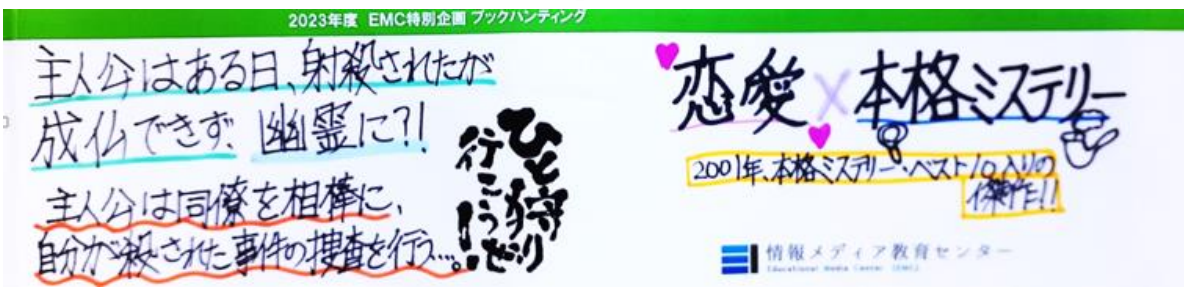 2023年度 EMC特別企画 ブックハンティング
主人公はある日、射殺されたが
成仏できず、幽霊に?!
主人公は同僚を相棒に、
自分が殺された事件の捜査を行う…。
ひと狩り
行こうぜ!!
恋愛×本格ミステリー
2001年、本格ミステリ・ベスト10入りの
傑作!!
情報メディア教育センター
Educational Media Center (EMC)